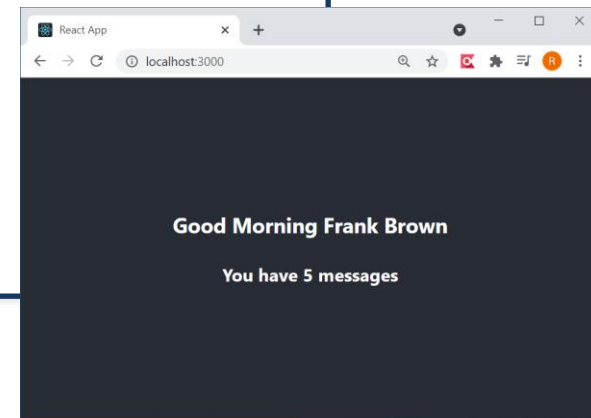 React App
localhost:3000
R
Good Morning Frank Brown
You have 5 messages